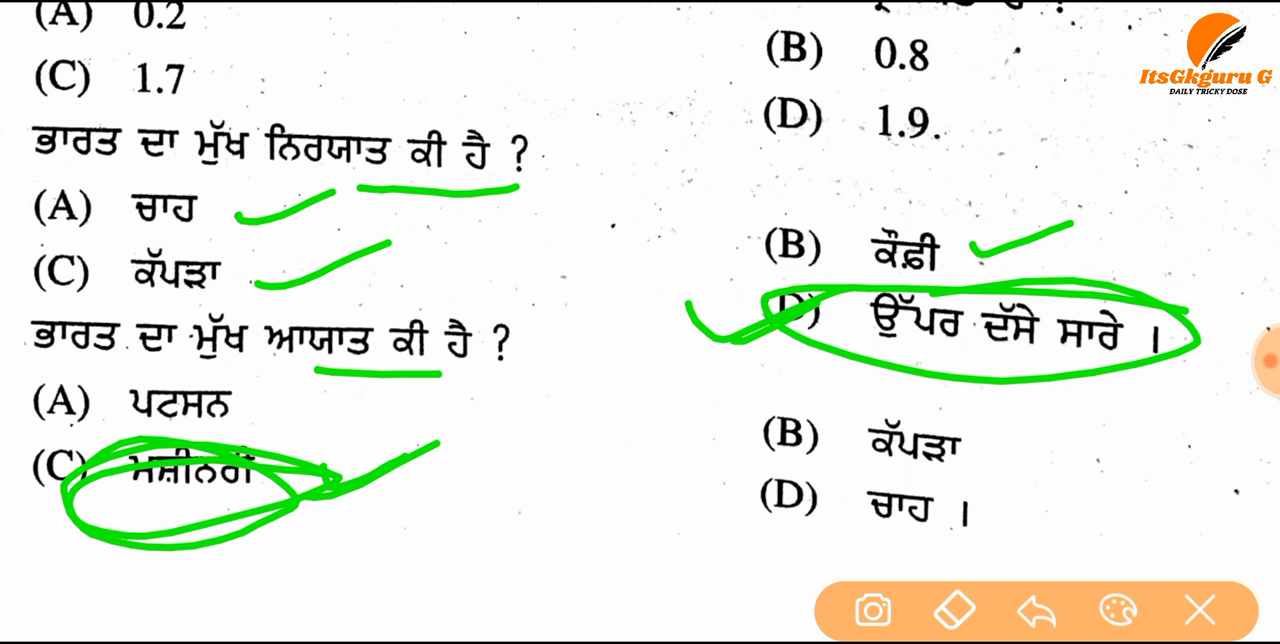 (A) 0.2
(B) 0.8
(C) 1.7
(D) 1.9.
ਭਾਰਤ ਦਾ ਮੁੱਖ ਨਿਰਯਾਤ ਕੀ ਹੈ ?
(A) ਚਾਹ
(B) ਕੌਫ਼ੀ
(C) ਕੱਪੜਾ
(D) ਉੱਪਰ ਦੱਸੇ ਸਾਰੇ ।
ਭਾਰਤ ਦਾ ਮੁੱਖ ਆਯਾਤ ਕੀ ਹੈ ?
(A) ਪਟਸਨ
(B) ਕੱਪੜਾ
(C) ਮਸ਼ੀਨਰੀ
(D) ਚਾਹ ।
ItsGkguru G
DAILY TRICKY DOSE